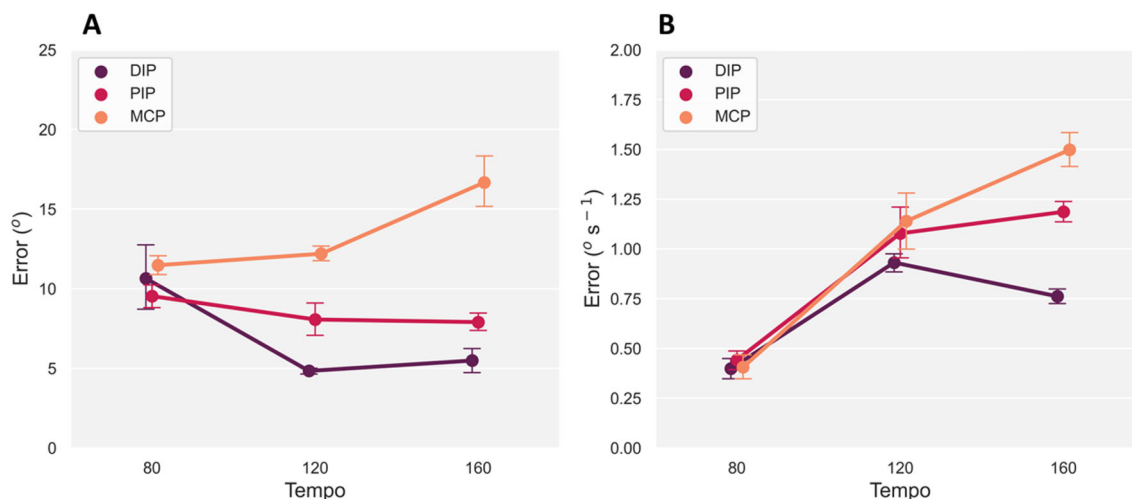 A
25
20
15
10
5
0
Error (º)
DIP
PIP
MCP
80 120 160
Tempo
B
2.00
1.75
1.50
1.25
1.00
0.75
0.50
0.25
0.00
Error (º s⁻¹)
DIP
PIP
MCP
80 120 160
Tempo